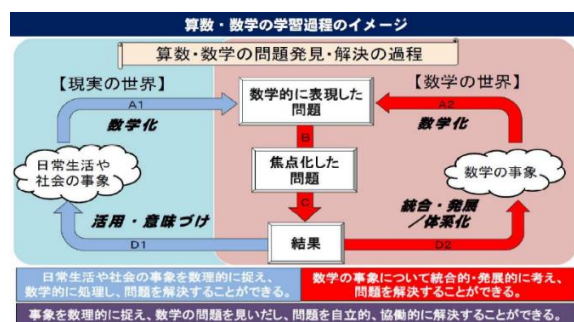 算数・数学の学習過程のイメージ
算数・数学の問題発見・解決の過程
【現実の世界】
【数学の世界】
A1
数学化
数学的に表現した
問題
A2
数学化
B
日常生活や
社会の事象
焦点化した
問題
数学の事象
C
活用・意味づけ
統合・発展
/体系化
D1
結果
D2
日常生活や社会の事象を数理的に捉え、
数学的に処理し、問題を解決することができる。
数学の事象について統合的・発展的に考え、
問題を解決することができる。
事象を数理的に捉え、数学の問題を見いだし、問題を自立的、協働的に解決することができる。